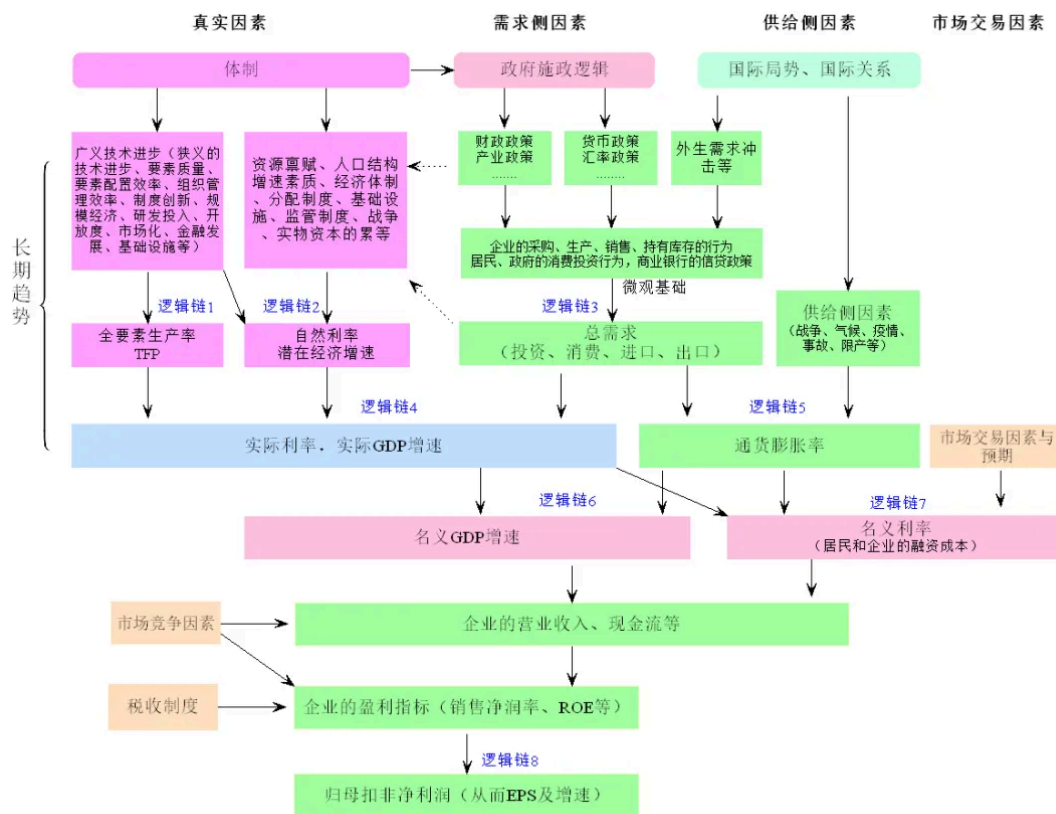 真实因素
需求侧因素
供给侧因素
市场交易因素
体制
政府施政逻辑
国际局势、国际关系
广义技术进步（狭义的
技术进步、要素质量、
要素配置效率、组织管
理效率、制度创新、规
模经济、研发投入、开
放度、市场化、金融发
展、基础设施等）
资源禀赋、人口结构
增速素质、经济体制
、分配制度、基础设
施、监管制度、战争
、实物资本的累等
财政政策
产业政策
……
货币政策
汇率政策
……
外生需求冲
击等
企业的采购、生产、销售、持有库存的行为
居民、政府的消费投资行为，商业银行的信贷政策
微观基础
长期趋势
逻辑链1
逻辑链2
逻辑链3
全要素生产率
TFP
自然利率
潜在经济增速
总需求
（投资、消费、进口、出口）
供给侧因素
（战争、气候、疫情、
事故、限产等）
逻辑链4
逻辑链5
实际利率．实际GDP增速
通货膨胀率
市场交易因素与
预期
逻辑链6
逻辑链7
名义GDP增速
名义利率
（居民和企业的融资成本）
市场竞争因素
企业的营业收入、现金流等
税收制度
企业的盈利指标（销售净润率、ROE等）
逻辑链8
归母扣非净利润（从而EPS及增速）